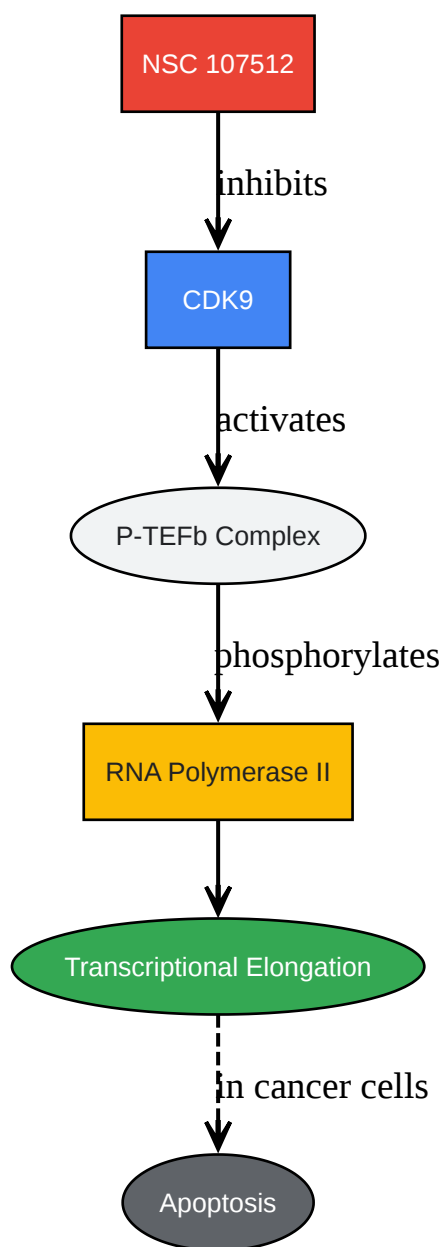 NSC 107512
inhibits
CDK9
activates
P-TEFb Complex
phosphorylates
RNA Polymerase II
Transcriptional Elongation
in cancer cells
Apoptosis